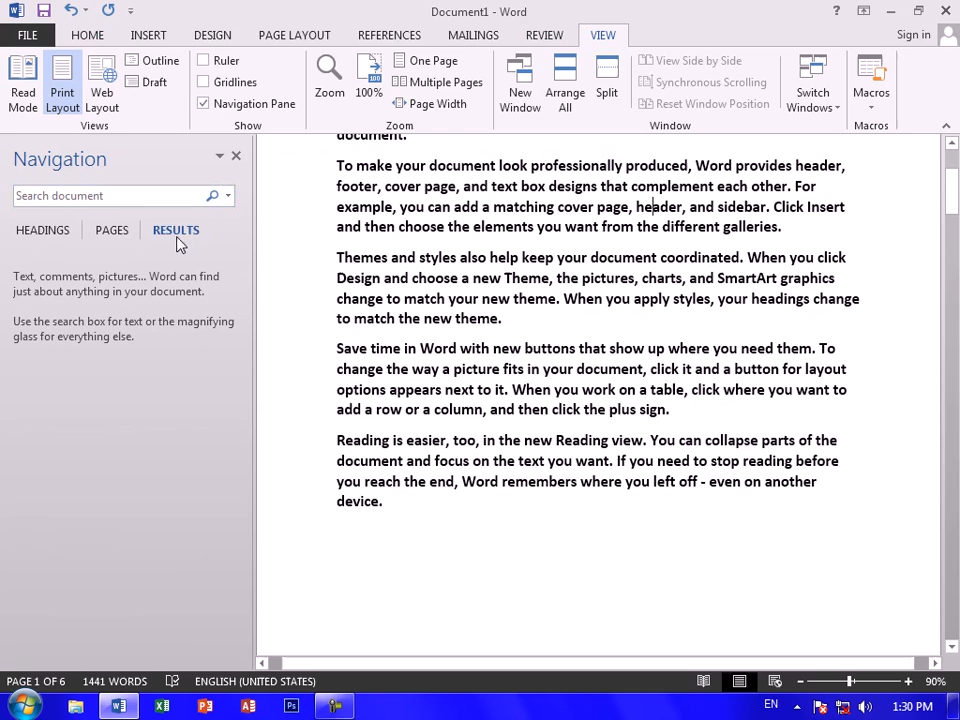 Document1 - Word
Sign in
FILE HOME INSERT DESIGN PAGE LAYOUT REFERENCES MAILINGS REVIEW VIEW
Read Mode
Print Layout
Web Layout
Outline
Draft
Views
Ruler
Gridlines
Navigation Pane
Show
Zoom
100
100%
One Page
Multiple Pages
Page Width
Zoom
New Window
Arrange All
Split
View Side by Side
Synchronous Scrolling
Reset Window Position
Window
Switch Windows
Macros
Macros
Navigation
Search document
HEADINGS PAGES RESULTS
Text, comments, pictures... Word can find
just about anything in your document.
Use the search box for text or the magnifying
glass for everything else.
document.
To make your document look professionally produced, Word provides header,
footer, cover page, and text box designs that complement each other. For
example, you can add a matching cover page, header, and sidebar. Click Insert
and then choose the elements you want from the different galleries.
Themes and styles also help keep your document coordinated. When you click
Design and choose a new Theme, the pictures, charts, and SmartArt graphics
change to match your new theme. When you apply styles, your headings change
to match the new theme.
Save time in Word with new buttons that show up where you need them. To
change the way a picture fits in your document, click it and a button for layout
options appears next to it. When you work on a table, click where you want to
add a row or a column, and then click the plus sign.
Reading is easier, too, in the new Reading view. You can collapse parts of the
document and focus on the text you want. If you need to stop reading before
you reach the end, Word remembers where you left off - even on another
device.
PAGE 1 OF 6 1441 WORDS ENGLISH (UNITED STATES) 90%
EN 1:30 PM